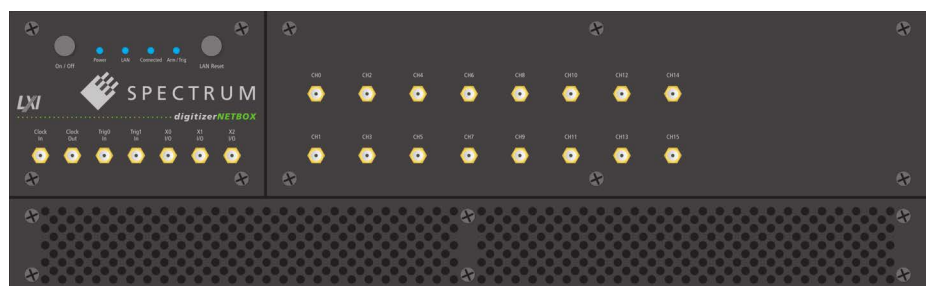 Power LAN Connected Arm/Trig
On / Off LAN Reset
LXI
SPECTRUM
digitizerNETBOX
Clock In Clock Out Trig0 In Trig1 In X0 I/O X1 I/O X2 I/O
CH0 CH2 CH4 CH6 CH8 CH10 CH12 CH14
CH1 CH3 CH5 CH7 CH9 CH11 CH13 CH15